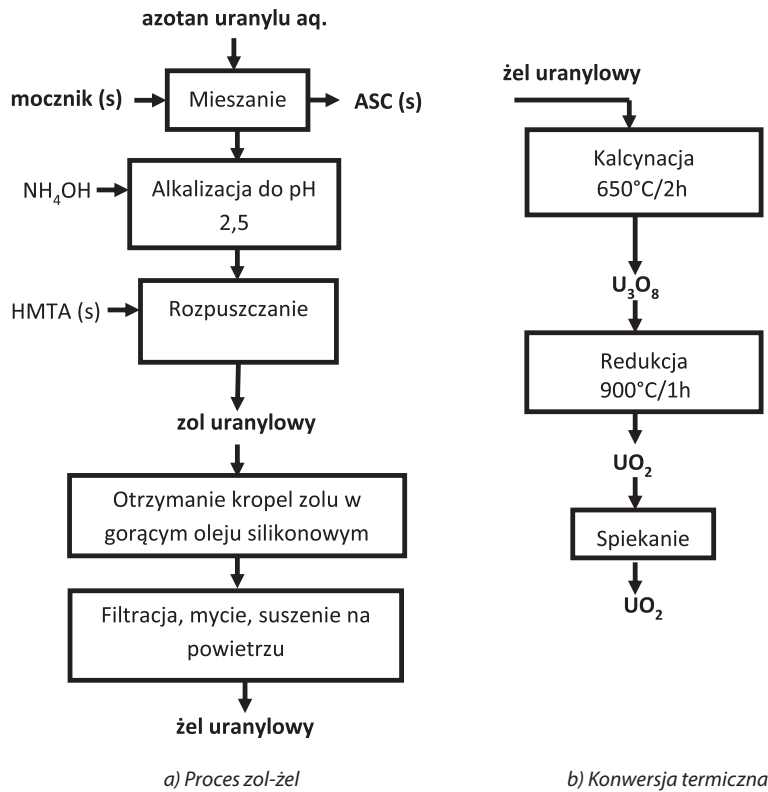 azotan uranylu aq.
mocznik (s)
Mieszanie
ASC (s)
NH₄OH
Alkalizacja do pH
2,5
HMTA (s)
Rozpuszczanie
zol uranylowy
Otrzymanie kropel zolu w
gorącym oleju silikonowym
Filtracja, mycie, suszenie na
powietrzu
żel uranylowy
a) Proces zol-żel
żel uranylowy
Kalcynacja
650°C/2h
U₃O₈
Redukcja
900°C/1h
UO₂
Spiekanie
UO₂
b) Konwersja termiczna